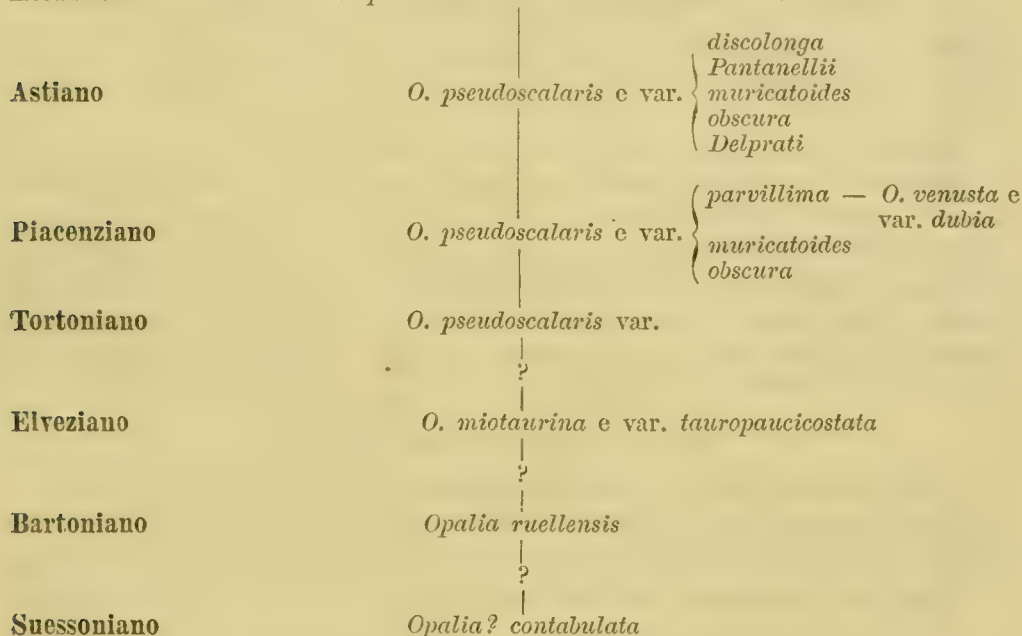 discolonga
Pantanellii
Astiano O. pseudoscalaris e var. muricatoides
obscura
Delprati
parvillima — O. venusta e
var. dubia
Piacenziano O. pseudoscalaris e var.
muricatoides
obscura
Tortoniano O. pseudoscalaris var.
?
Elveziano O. miotaurina e var. tauropaucicostata
?
Bartoniano Opalia ruellensis
?
Suessoniano Opalia? contabulata